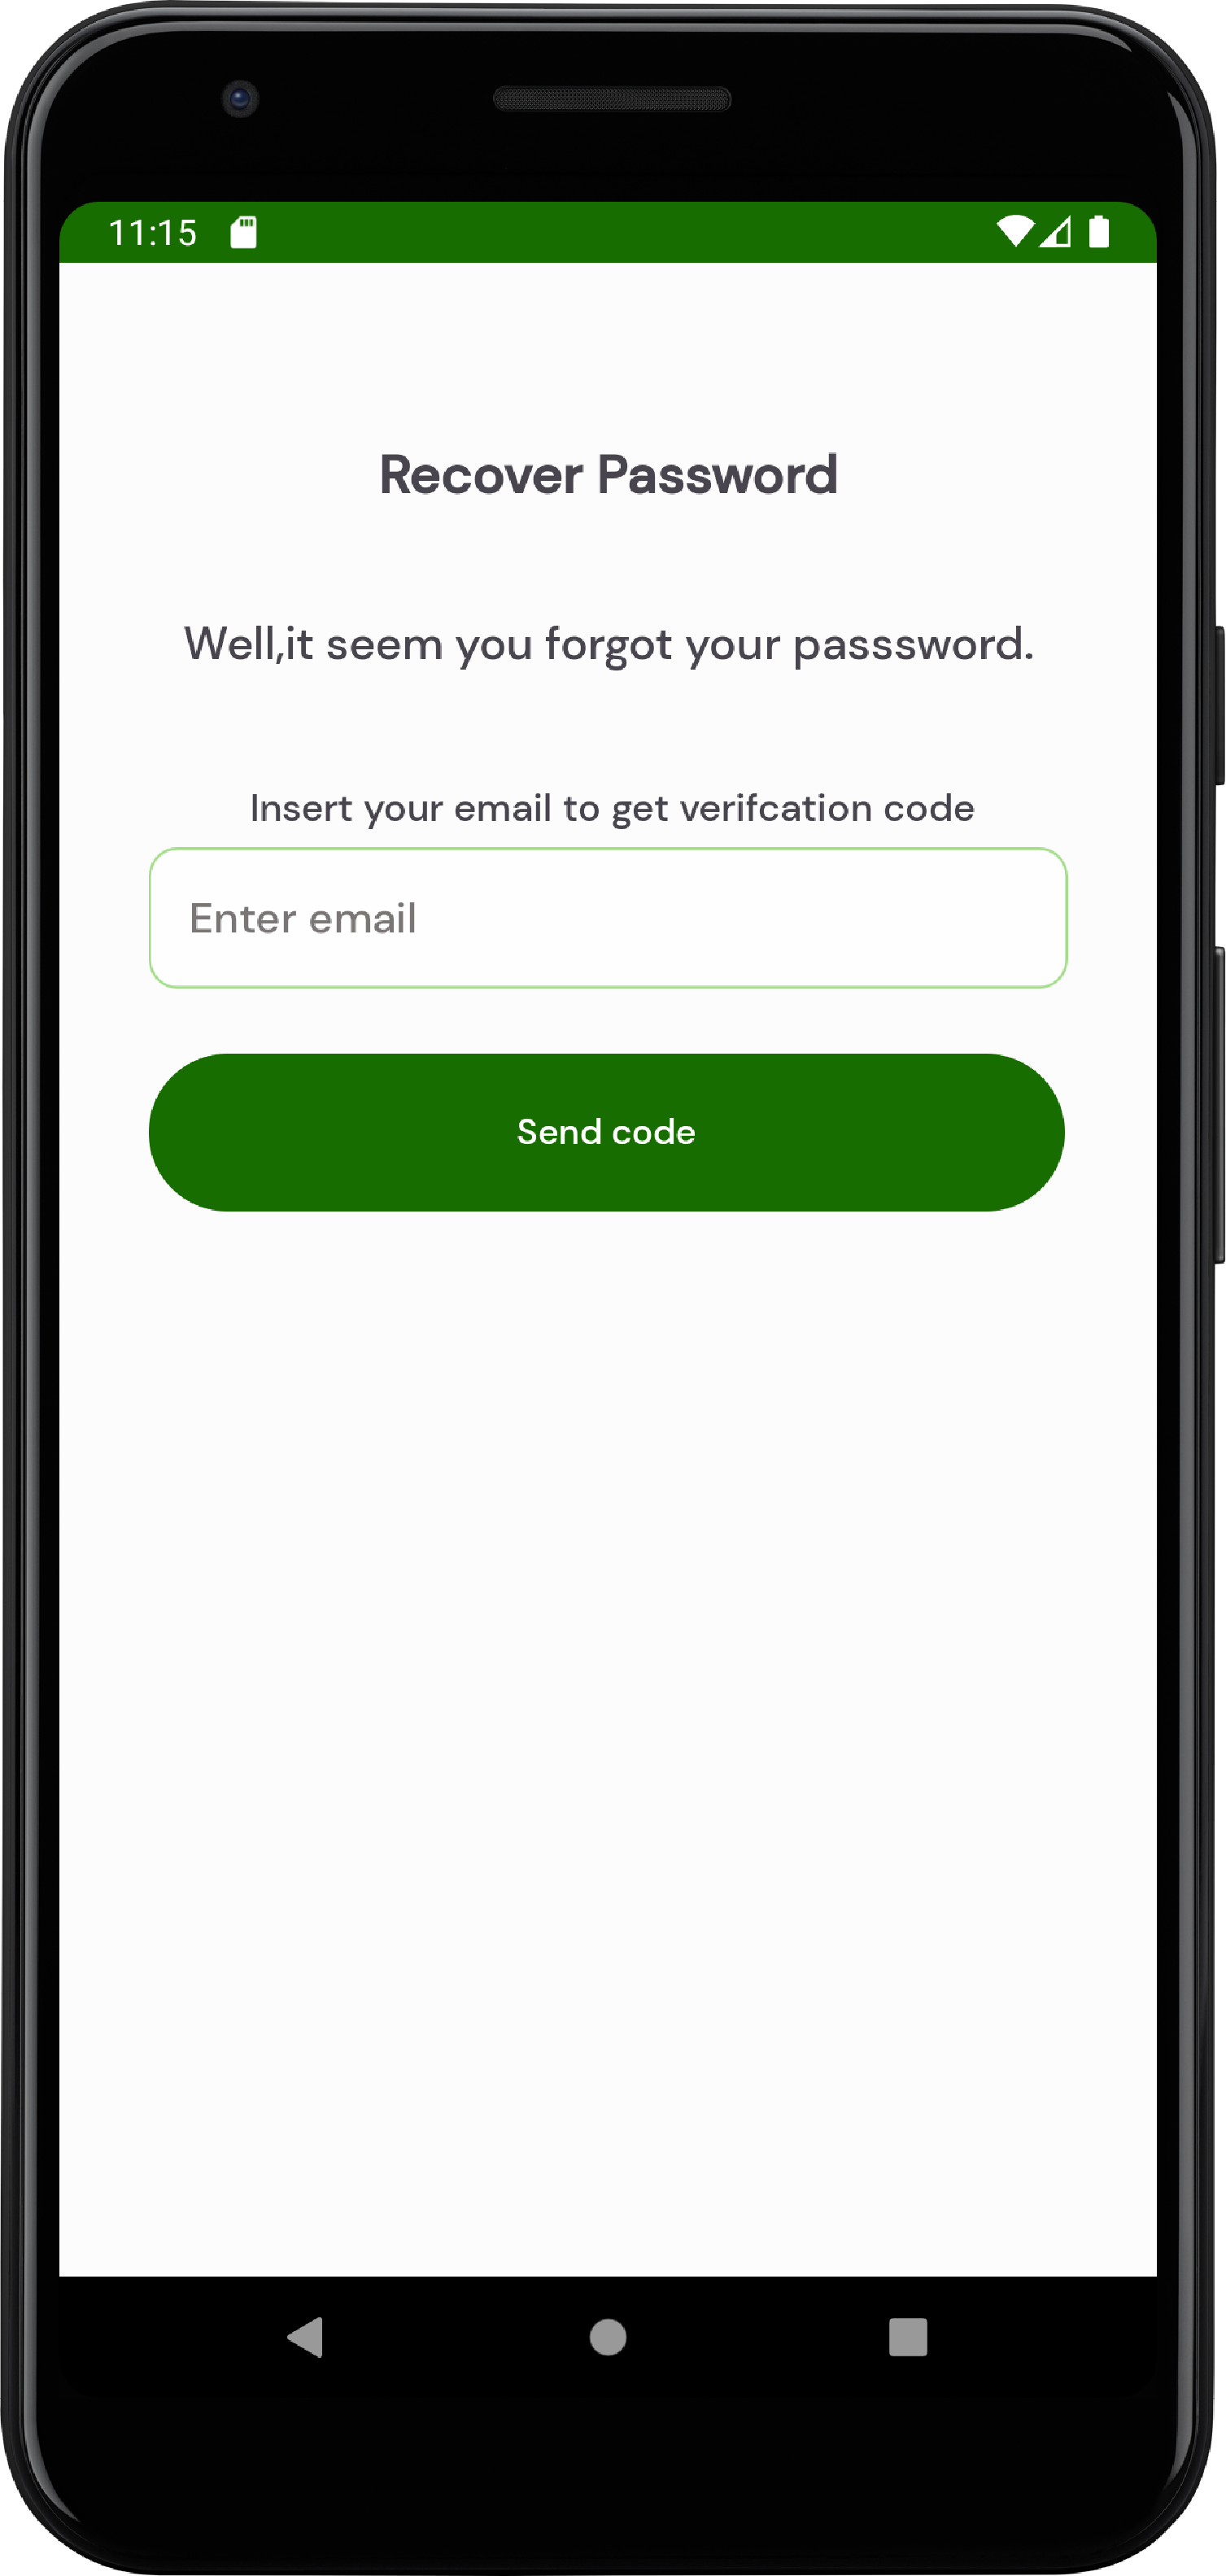 11:15
Recover Password
Well,it seem you forgot your passsword.
Insert your email to get verifcation code
Enter email
Send code